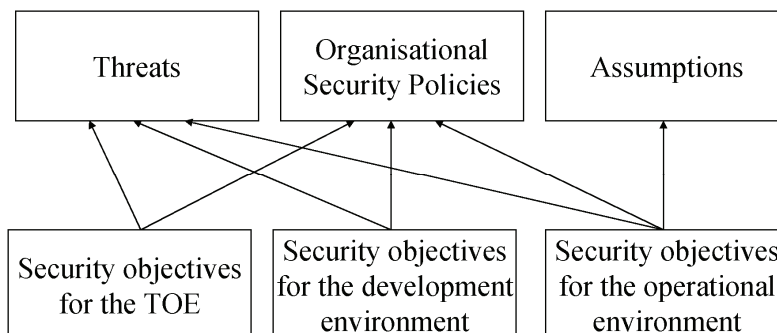 Threats
Organisational
Security Policies
Assumptions
Security objectives
for the TOE
Security objectives
for the development
environment
Security objectives
for the operational
environment